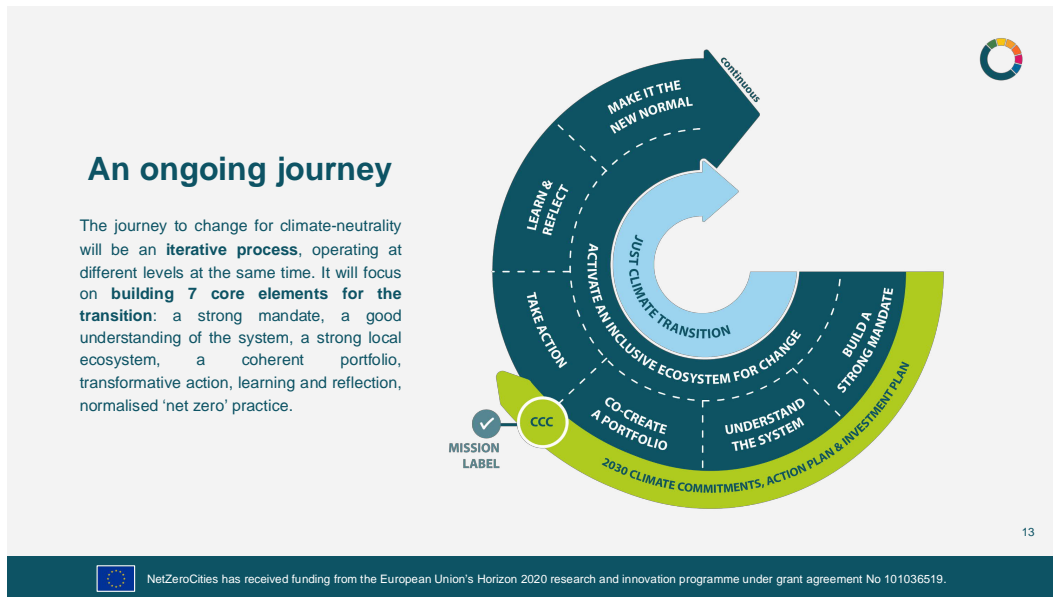 An ongoing journey
The journey to change for climate-neutrality
will be an iterative process, operating at
different levels at the same time. It will focus
on building 7 core elements for the
transition: a strong mandate, a good
understanding of the system, a strong local
ecosystem, a coherent portfolio,
transformative action, learning and reflection,
normalised ‘net zero’ practice.
continuous
MAKE IT THE
NEW NORMAL
LEARN &
REFLECT
TAKE ACTION
CO-CREATE
A PORTFOLIO
UNDERSTAND
THE SYSTEM
BUILD A
STRONG MANDATE
ACTIVATE AN INCLUSIVE ECOSYSTEM FOR CHANGE
JUST CLIMATE TRANSITION
2030 CLIMATE COMMITMENTS, ACTION PLAN & INVESTMENT PLAN
CCC
MISSION
LABEL
13
NetZeroCities has received funding from the European Union’s Horizon 2020 research and innovation programme under grant agreement No 101036519.